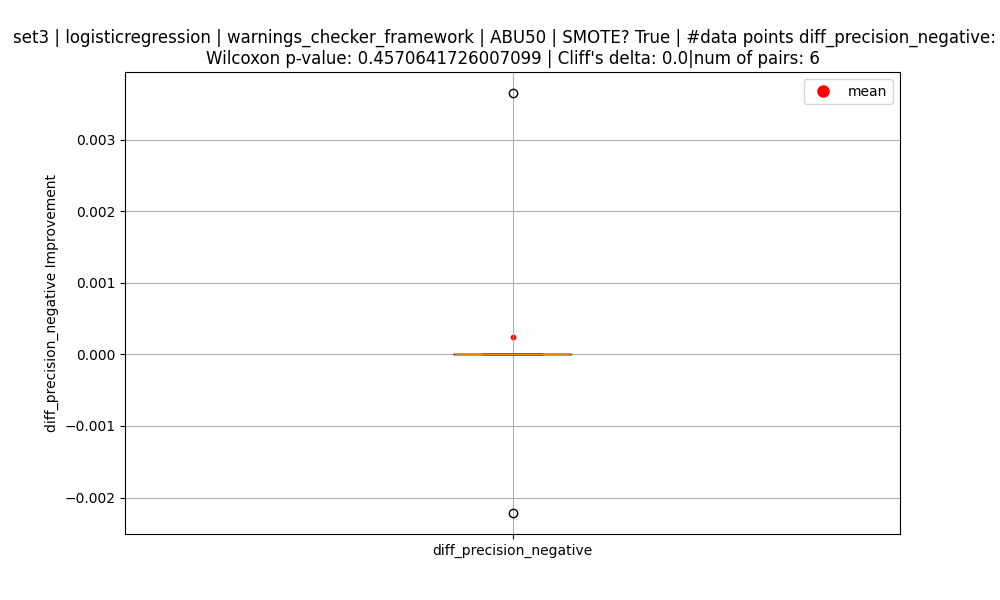 set3 | logisticregression | warnings_checker_framework | ABU50 | SMOTE? True | #data points diff_precision_negative:
Wilcoxon p-value: 0.4570641726007099 | Cliff's delta: 0.0|num of pairs: 6
mean
0.003
0.002
0.001
0.000
−0.001
−0.002
diff_precision_negative Improvement
diff_precision_negative